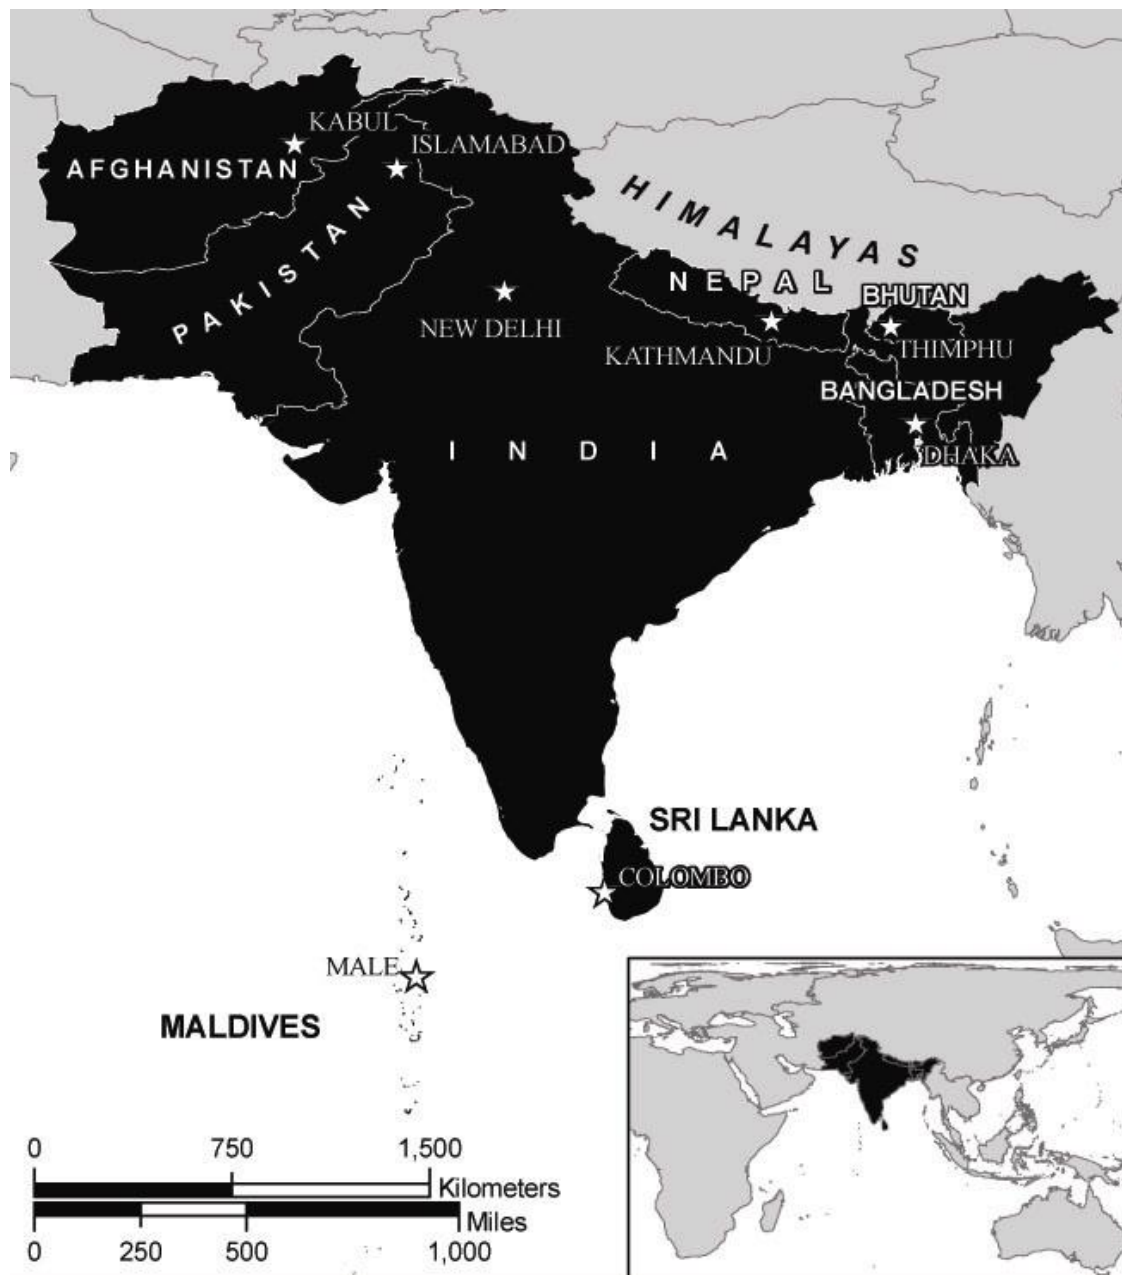 KABUL
ISLAMABAD
AFGHANISTAN
HIMALAYAS
PAKISTAN
NEPAL
BHUTAN
NEW DELHI
KATHMANDU
THIMPHU
BANGLADESH
INDIA
DHAKA
SRI LANKA
COLOMBO
MALE
MALDIVES
0 750 1,500
Kilometers
Miles
0 250 500 1,000